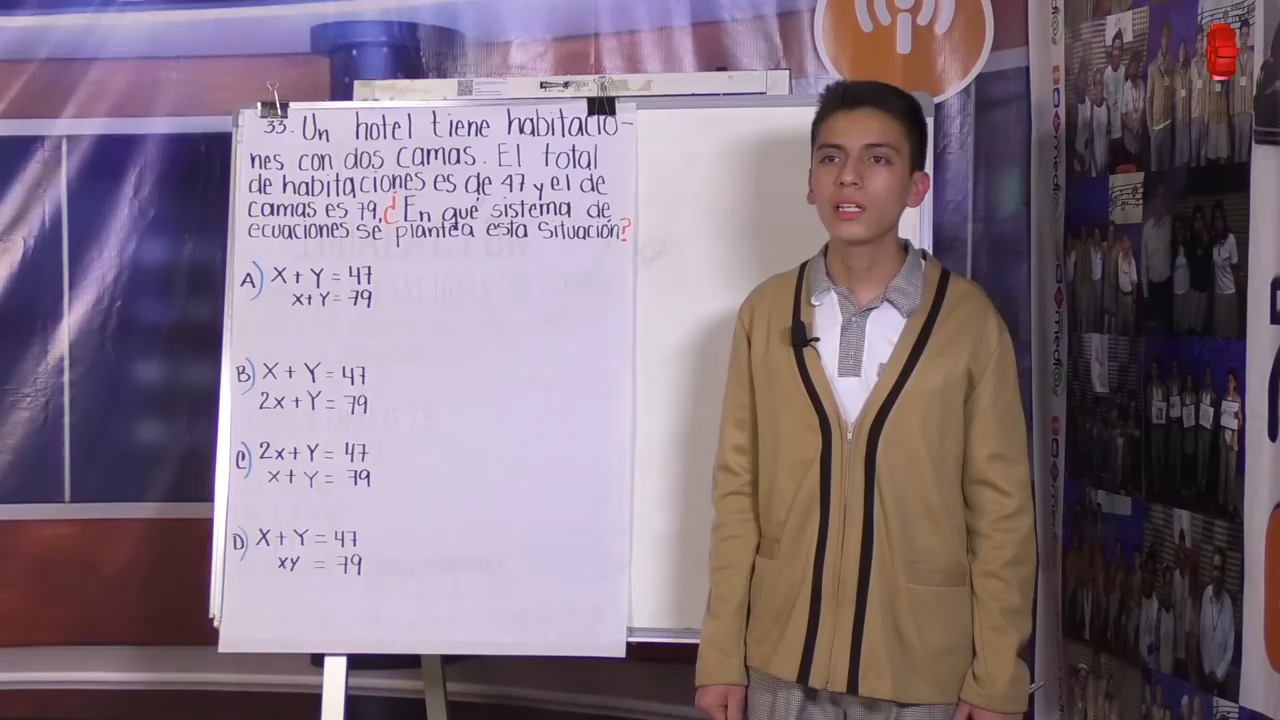 33. Un hotel tiene habitacio-
nes con dos camas. El total
de habitaciones es de 47 y el de
camas es 79, ¿En qué sistema de
ecuaciones se plantea esta situación?
A) X + Y = 47
x + Y = 79
B) X + Y = 47
2x + Y = 79
C) 2x + Y = 47
x + Y = 79
D) X + Y = 47
xy = 79